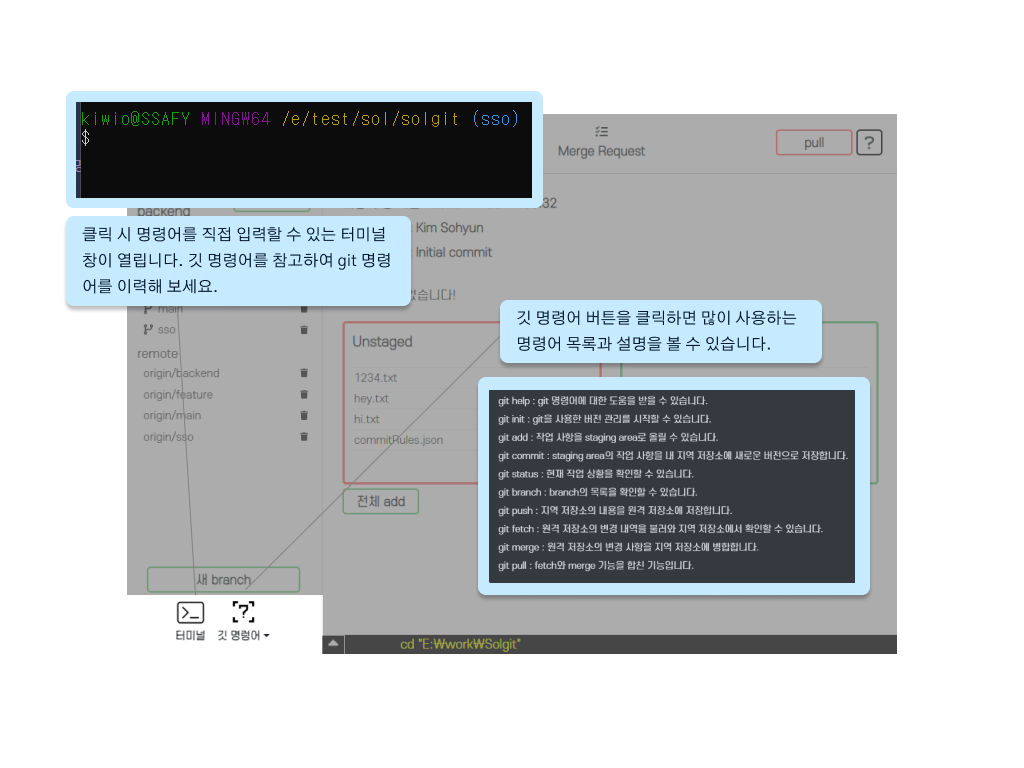 kiwio@SSAFY MINGW64 /e/test/sol/solgit (sso)
$
Merge Request
pull
?
backend
클릭 시 명령어를 직접 입력할 수 있는 터미널
창이 열립니다. 깃 명령어를 참고하여 git 명령
어를 이력해 보세요.
32
Kim Sohyun
Initial commit
없습니다!
main
sso
remote
origin/backend
origin/feature
origin/main
origin/sso
깃 명령어 버튼을 클릭하면 많이 사용하는
명령어 목록과 설명을 볼 수 있습니다.
Unstaged
1234.txt
hey.txt
hi.txt
commitRules.json
전체 add
git help : git 명령어에 대한 도움을 받을 수 있습니다.
git init : git을 사용한 버전 관리를 시작할 수 있습니다.
git add : 작업 사항을 staging area로 올릴 수 있습니다.
git commit : staging area의 작업 사항을 내 지역 저장소에 새로운 버전으로 저장합니다.
git status : 현재 작업 상황을 확인할 수 있습니다.
git branch : branch의 목록을 확인할 수 있습니다.
git push : 지역 저장소의 내용을 원격 저장소에 저장합니다.
git fetch : 원격 저장소의 변경 내역을 불러와 지역 저장소에서 확인할 수 있습니다.
git merge : 원격 저장소의 변경 사항을 지역 저장소에 병합합니다.
git pull : fetch와 merge 기능을 합친 기능입니다.
새 branch
터미널
깃 명령어
cd "E:₩work₩Solgit"